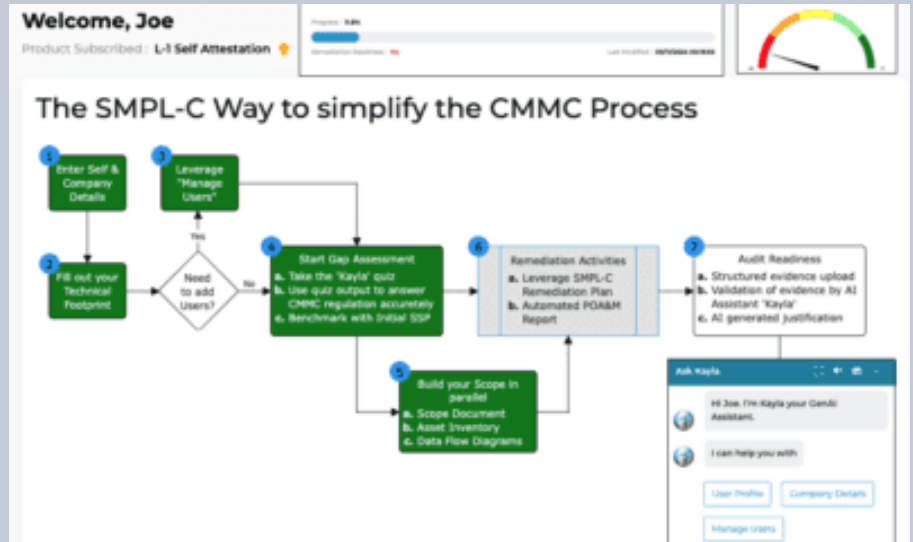 Welcome, Joe
Product Subscribed : L-1 Self Attestation
Progress :
Remediation Readiness : No
Last Modified :
The SMPL-C Way to simplify the CMMC Process
1
Enter Self &
Company
Details
2
Fill out your
Technical
Footprint
3
Leverage
"Manage
Users"
Yes
Need
to add
Users?
No
4
Start Gap Assessment
a. Take the 'Kayla' quiz
b. Use quiz output to answer
CMMC regulation accuretely
c. Benchmark with Initial SSP
5
Build your Scope in
parallel
a. Scope Document
b. Asset Inventory
c. Data Flow Diagrams
6
Remediation Activities
a. Leverage SMPL-C
Remediation Plan
b. Automated POA&M
Report
7
Audit Readiness
a. Structured evidence upload
b. Validation of evidence by AI
Assistant 'Kayla'
c. AI generated justification
Ask Kayla
Hi Joe. I'm Kayla your GenAI
Assistant.
I can help you with
User Profile
Company Details
Manage Users